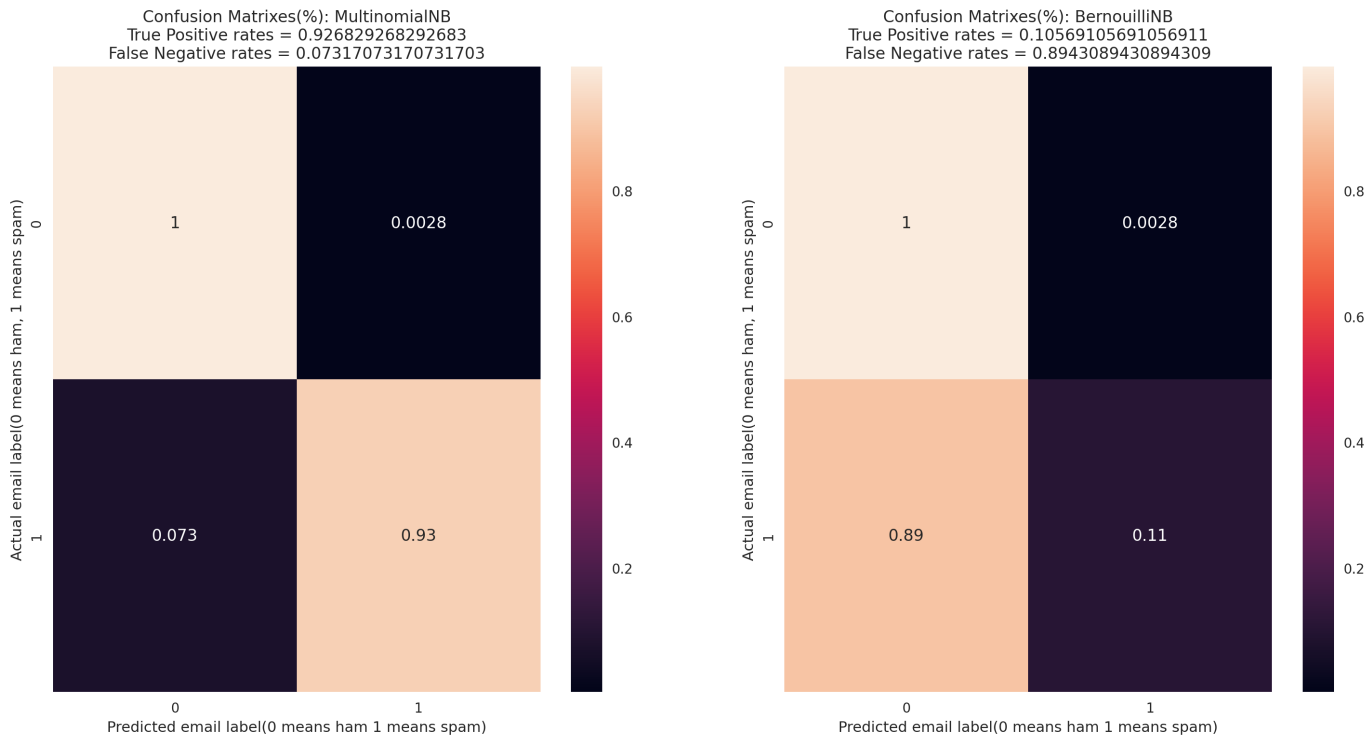 Confusion Matrixes(%): MultinomialNB
True Positive rates = 0.926829268292683
False Negative rates = 0.07317073170731703
Actual email label(0 means ham, 1 means spam)
0
1
1
0.0028
0.073
0.93
0.8
0.6
0.4
0.2
0
1
Predicted email label(0 means ham 1 means spam)
Confusion Matrixes(%): BernouilliNB
True Positive rates = 0.10569105691056911
False Negative rates = 0.8943089430894309
Actual email label(0 means ham, 1 means spam)
0
1
1
0.0028
0.89
0.11
0.8
0.6
0.4
0.2
0
1
Predicted email label(0 means ham 1 means spam)